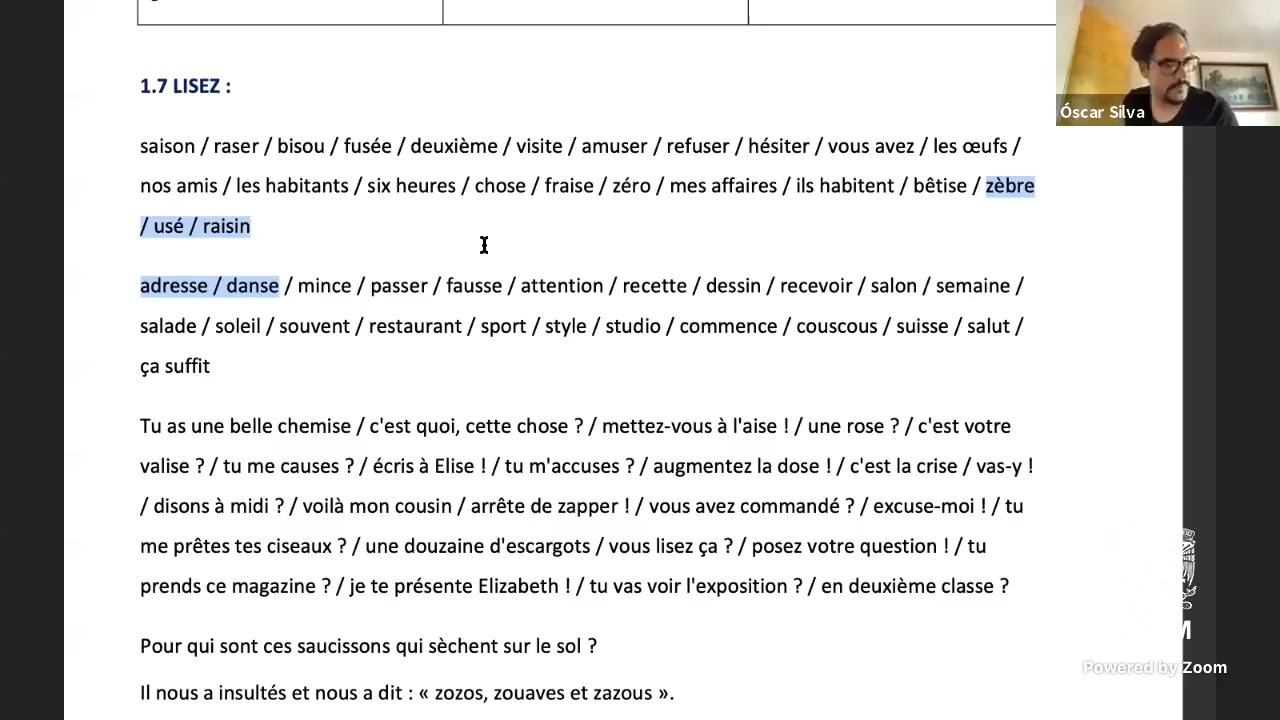 1.7 LISEZ :
Óscar Silva
saison / raser / bisou / fusée / deuxième / visite / amuser / refuser / hésiter / vous avez / les œufs /
nos amis / les habitants / six heures / chose / fraise / zéro / mes affaires / ils habitent / bêtise / zèbre
/ usé / raisin
adresse / danse / mince / passer / fausse / attention / recette / dessin / recevoir / salon / semaine /
salade / soleil / souvent / restaurant / sport / style / studio / commence / couscous / suisse / salut /
ça suffit
Tu as une belle chemise / c'est quoi, cette chose ? / mettez-vous à l'aise ! / une rose ? / c'est votre
valise ? / tu me causes ? / écris à Elise ! / tu m'accuses ? / augmentez la dose ! / c'est la crise / vas-y !
/ disons à midi ? / voilà mon cousin / arrête de zapper ! / vous avez commandé ? / excuse-moi ! / tu
me prêtes tes ciseaux ? / une douzaine d'escargots / vous lisez ça ? / posez votre question ! / tu
prends ce magazine ? / je te présente Elizabeth ! / tu vas voir l'exposition ? / en deuxième classe ?
Pour qui sont ces saucissons qui sèchent sur le sol ?
Powered by Zoom
Il nous a insultés et nous a dit : « zozos, zouaves et zazous ».